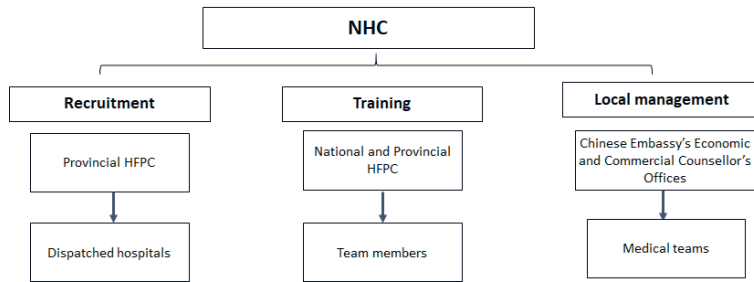 NHC
Recruitment
Training
Local management
Provincial HFPC
National and Provincial
HFPC
Chinese Embassy's Economic
and Commercial Counsellor's
Offices
Dispatched hospitals
Team members
Medical teams